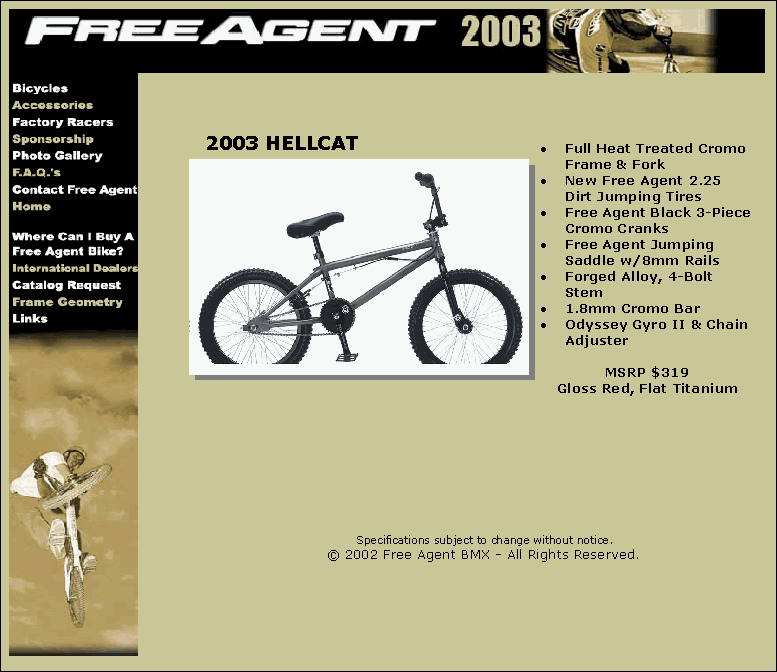 FREEAGENT 2003
Bicycles
Accessories
Factory Racers
Sponsorship
Photo Gallery
F.A.Q.'s
Contact Free Agent
Home
Where Can I Buy A
Free Agent Bike?
International Dealers
Catalog Request
Frame Geometry
Links
2003 HELLCAT
• Full Heat Treated Cromo
Frame & Fork
• New Free Agent 2.25
Dirt Jumping Tires
• Free Agent Black 3-Piece
Cromo Cranks
• Free Agent Jumping
Saddle w/8mm Rails
• Forged Alloy, 4-Bolt
Stem
• 1.8mm Cromo Bar
• Odyssey Gyro II & Chain
Adjuster
MSRP $319
Gloss Red, Flat Titanium
Specifications subject to change without notice.
© 2002 Free Agent BMX - All Rights Reserved.